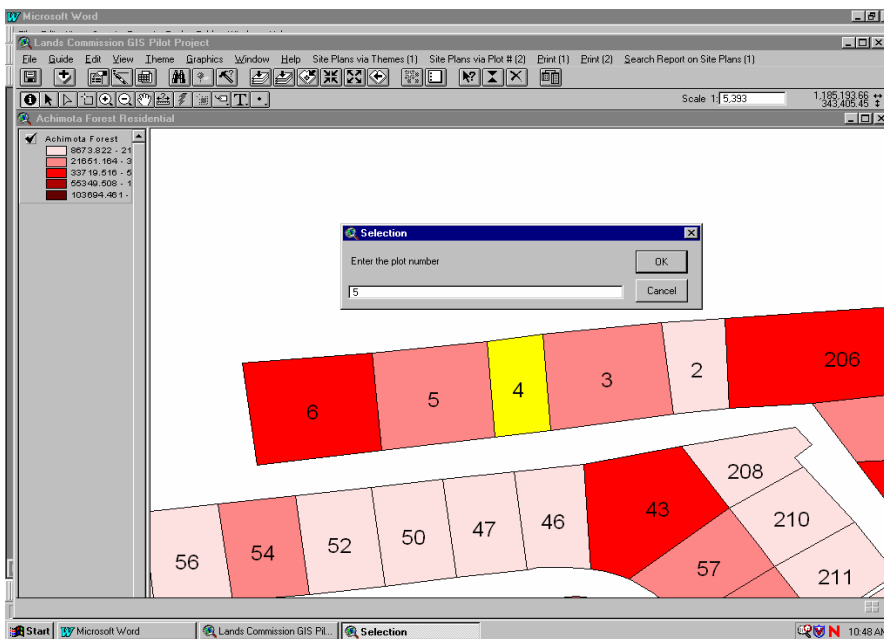 Microsoft Word
Lands Commission GIS Pilot Project
File Guide Edit View Theme Graphics Window Help Site Plans via Themes (1) Site Plans via Plot # (2) Print (1) Print (2) Search Report on Site Plans (1)
T
Scale 1: 5,393
1,185,193.66
343,405.45
Achimota Forest Residential
Achimota Forest
8673.822 - 21
21651.164 - 3
33719.516 - 5
55349.508 - 1
103694.461 -
Selection
Enter the plot number
OK
5
Cancel
6 5 4 3 2 206
56 54 52 50 47 46 43 208
57 210
211
Start Microsoft Word Lands Commission GIS Pil... Selection 10:48 AM